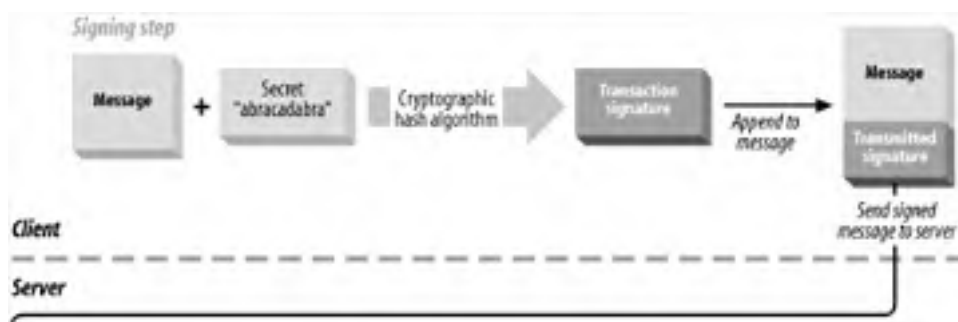 Signing step
Message
+
Secret
"abracadabra"
Cryptographic
hash algorithm
Transaction
signature
Append to
message
Message
Transmitted
signature
Send signed
message to server
Client
Server